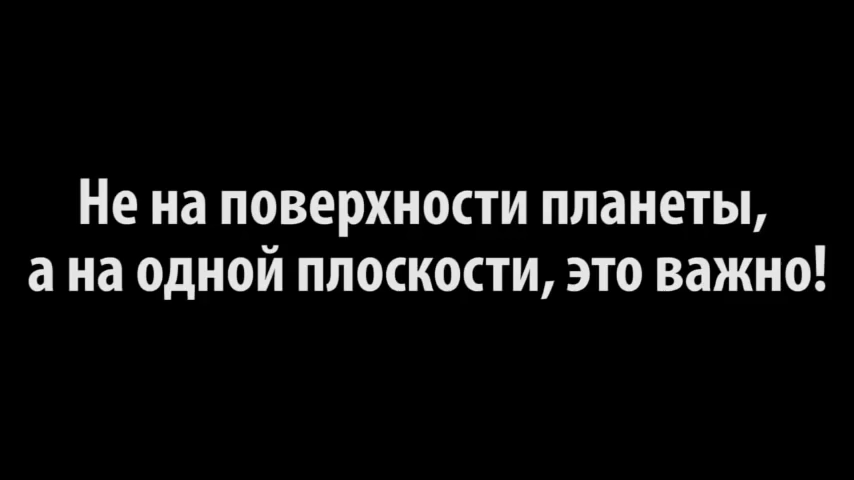 Не на поверхности планеты,
а на одной плоскости, это важно!